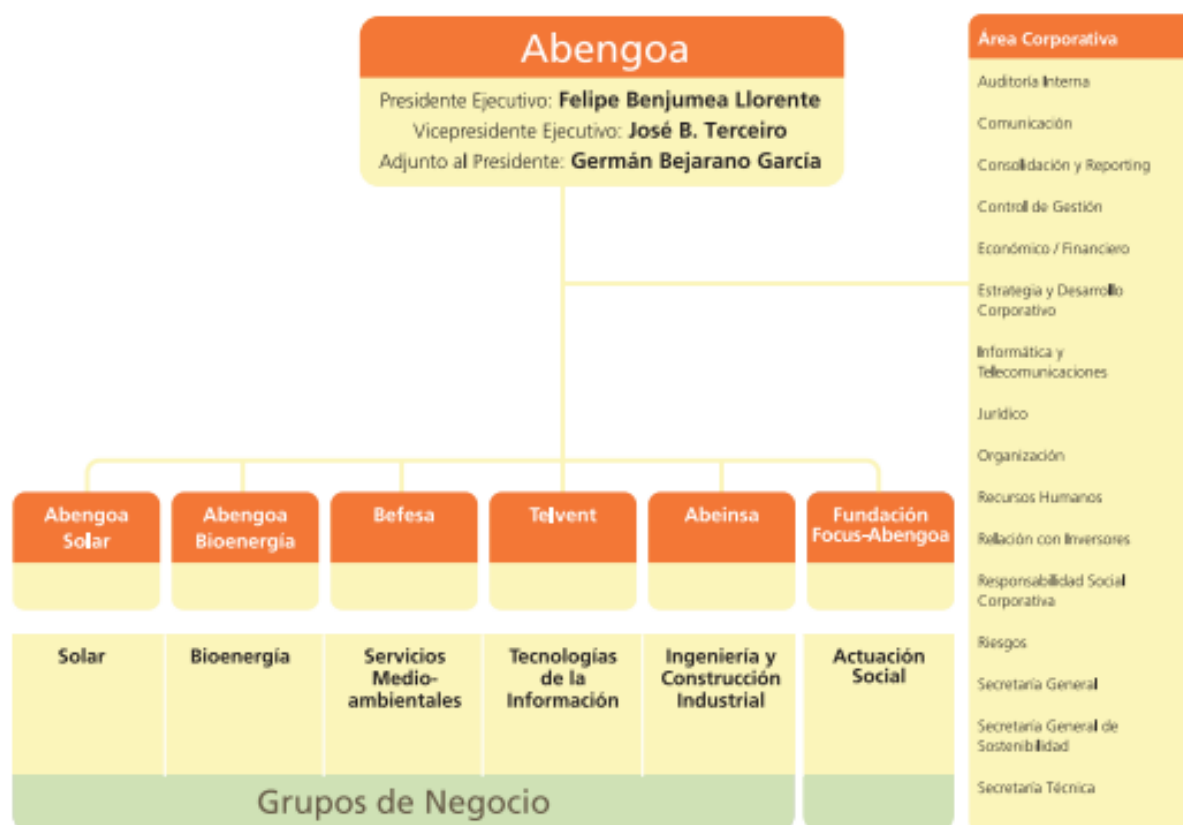 Abengoa
Presidente Ejecutivo: Felipe Benjumea Llorente
Vicepresidente Ejecutivo: José B. Terceiro
Adjunto al Presidente: Germán Bejarano García
Área Corporativa
Auditoría Interna
Comunicación
Consolidación y Reporting
Control de Gestión
Económico / Financiero
Estrategia y Desarrollo
Corporativo
Informática y
Telecomunicaciones
Jurídico
Organización
Recursos Humanos
Relación con Inversores
Responsabilidad Social
Corporativa
Riesgos
Secretaría General
Secretaría General de
Sostenibilidad
Secretaría Técnica
Abengoa
Solar
Abengoa
Bioenergía
Befesa
Telvent
Abeinsa
Fundación
Focus-Abengoa
Solar
Bioenergía
Servicios
Medio-
ambientales
Tecnologías
de la
Información
Ingeniería y
Construcción
Industrial
Actuación
Social
Grupos de Negocio